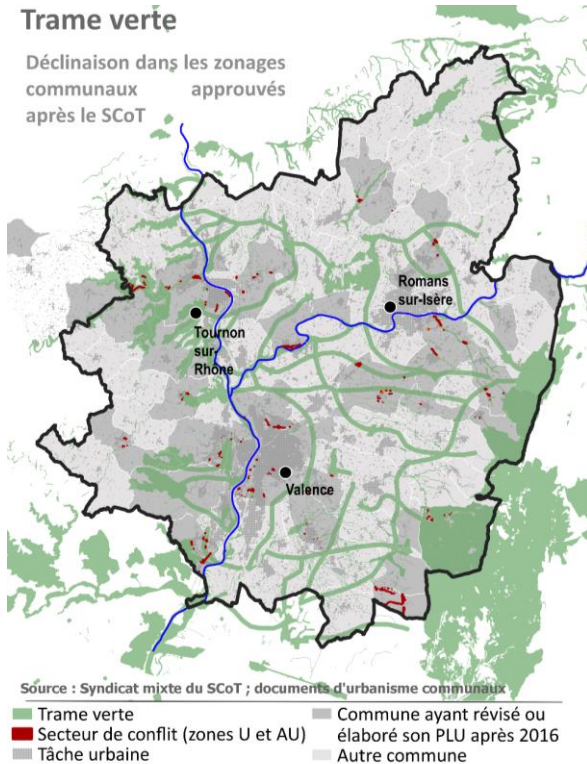 Trame verte
Déclinaison dans les zonages
communaux approuvés
après le SCoT
Romans
sur-Isère
Tournon
sur-
Rhône
Valence
Source : Syndicat mixte du SCoT ; documents d'urbanisme communaux
Trame verte
Secteur de conflit (zones U et AU)
Tâche urbaine
Commune ayant révisé ou
élaboré son PLU après 2016
Autre commune